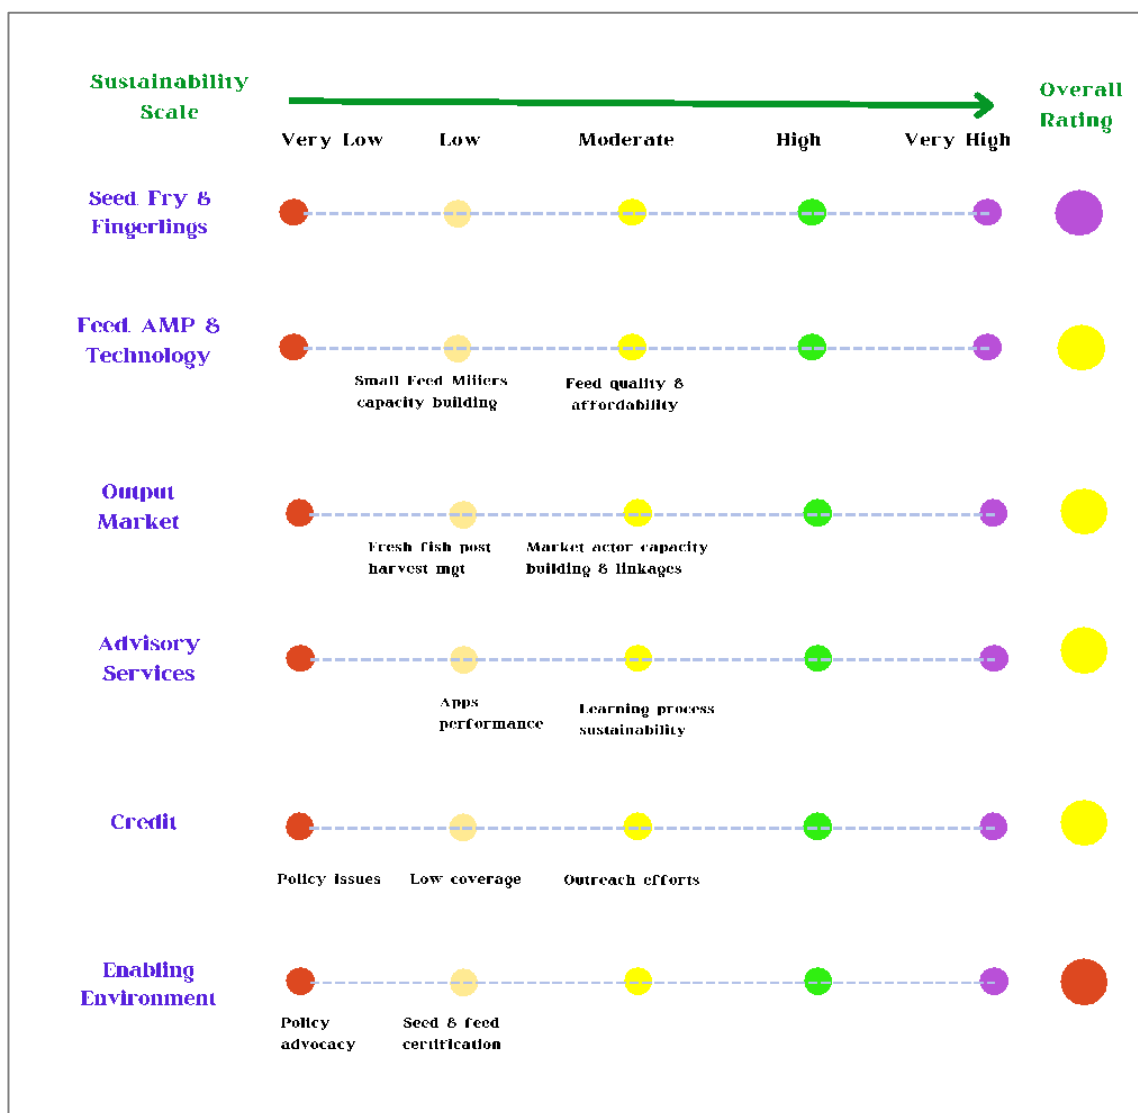 Sustainability
Scale
Overall
Rating
Very Low
Low
Moderate
High
Very High
Seed, Fry &
Fingerlings
Feed, AMP &
Technology
Small Feed Millers
capacity building
Feed quality &
affordability
Output
Market
Fresh fish post
harvest mgt
Market actor capacity
building & linkages
Advisory
Services
Apps
performance
Learning process
sustainability
Credit
Policy issues
Low coverage
Outreach efforts
Enabling
Environment
Policy
advocacy
Seed & feed
certification